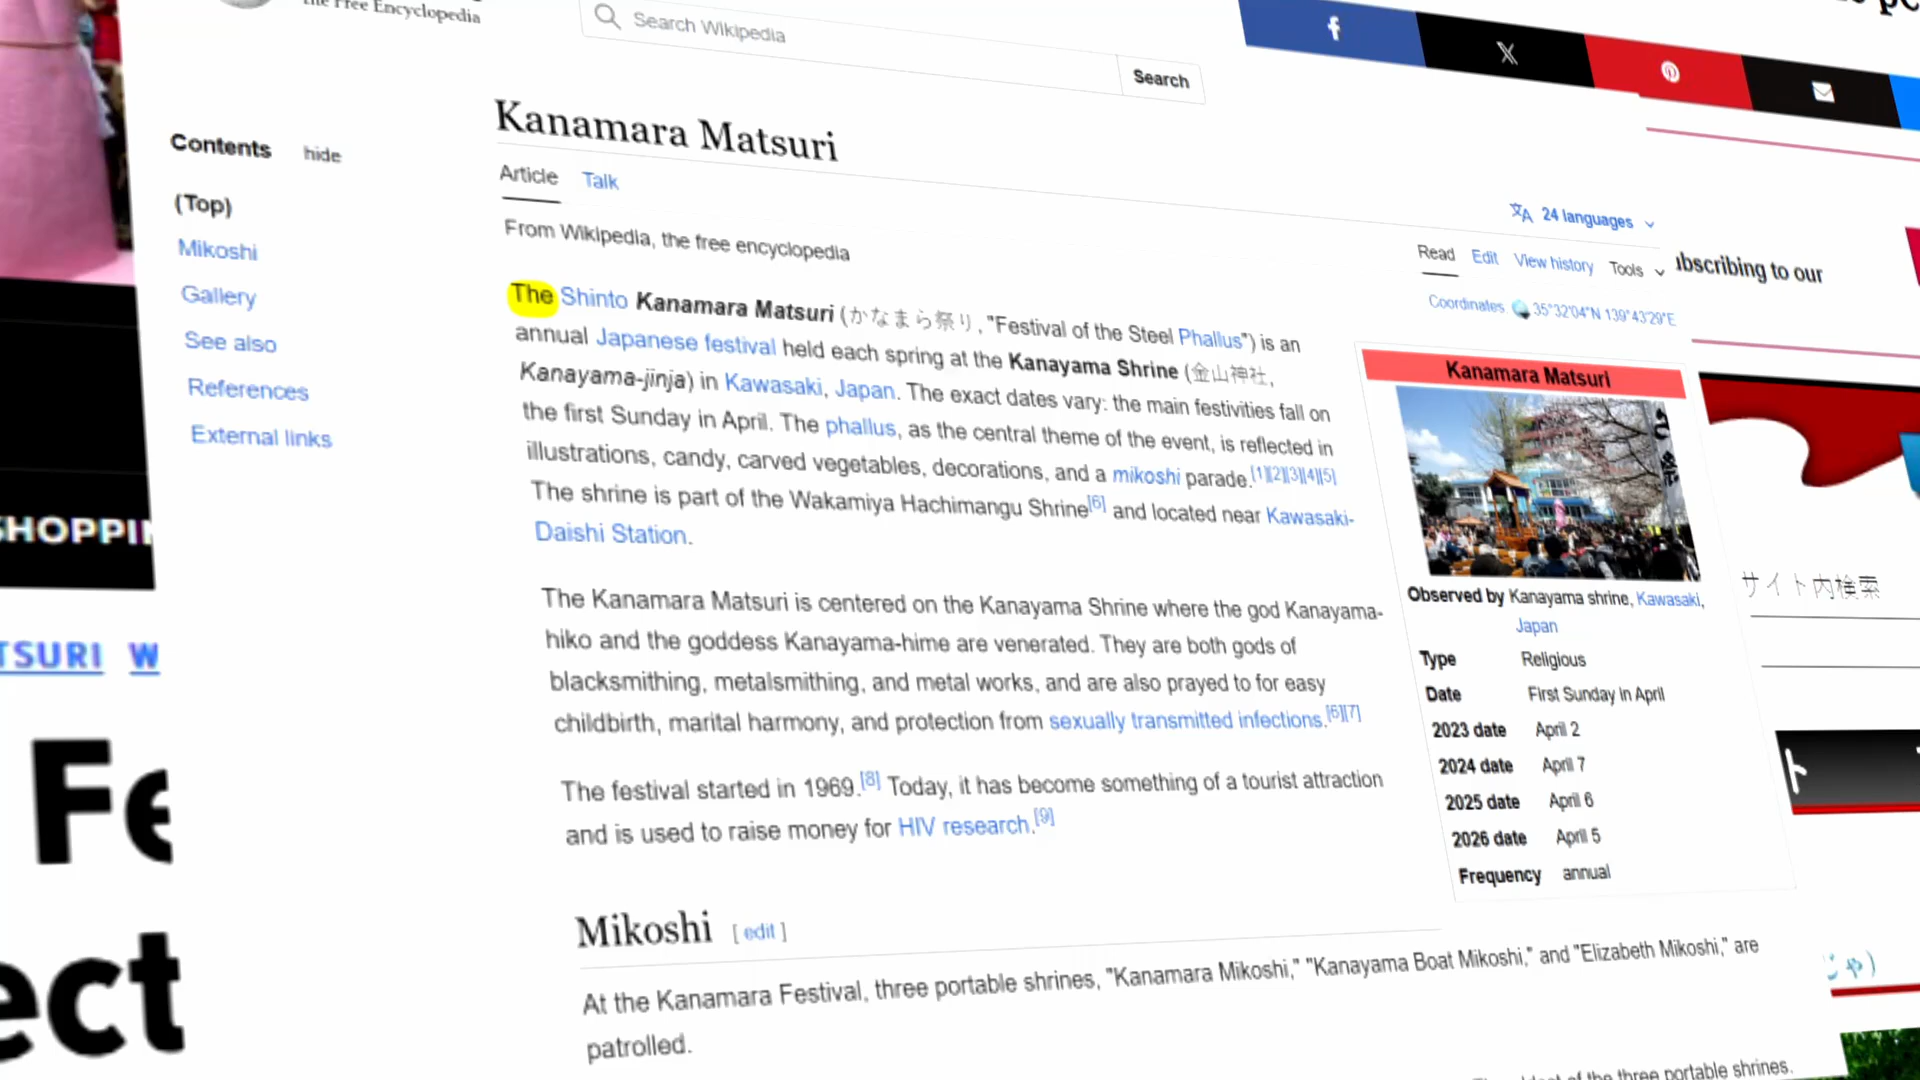 The Free Encyclopedia
Search Wikipedia
Search
Kanamara Matsuri
Article Talk
24 languages
From Wikipedia, the free encyclopedia
Read Edit View history Tools
Coordinates 35°32′04″N 139°43′29″E
Contents hide
(Top)
Mikoshi
Gallery
See also
References
External links
The Shinto Kanamara Matsuri (かなまら祭り, "Festival of the Steel Phallus") is an
annual Japanese festival held each spring at the Kanayama Shrine (金山神社,
Kanayama-jinja) in Kawasaki, Japan. The exact dates vary: the main festivities fall on
the first Sunday in April. The phallus, as the central theme of the event, is reflected in
illustrations, candy, carved vegetables, decorations, and a mikoshi parade.[1][2][3][4][5]
The shrine is part of the Wakamiya Hachimangu Shrine[6] and located near Kawasaki-
Daishi Station.
The Kanamara Matsuri is centered on the Kanayama Shrine where the god Kanayama-
hiko and the goddess Kanayama-hime are venerated. They are both gods of
blacksmithing, metalsmithing, and metal works, and are also prayed to for easy
childbirth, marital harmony, and protection from sexually transmitted infections.[6][7]
The festival started in 1969.[8] Today, it has become something of a tourist attraction
and is used to raise money for HIV research.[9]
Mikoshi [ edit ]
At the Kanamara Festival, three portable shrines, "Kanamara Mikoshi," "Kanayama Boat Mikoshi," and "Elizabeth Mikoshi," are
patrolled.
of the three portable shrines.
Kanamara Matsuri
Observed by Kanayama shrine, Kawasaki,
Japan
Type Religious
Date First Sunday in April
2023 date April 2
2024 date April 7
2025 date April 6
2026 date April 5
Frequency annual
bscribing to our
サイト内検索
ト
じゃ)
SHOPPI
TSURI W
Fe
ect